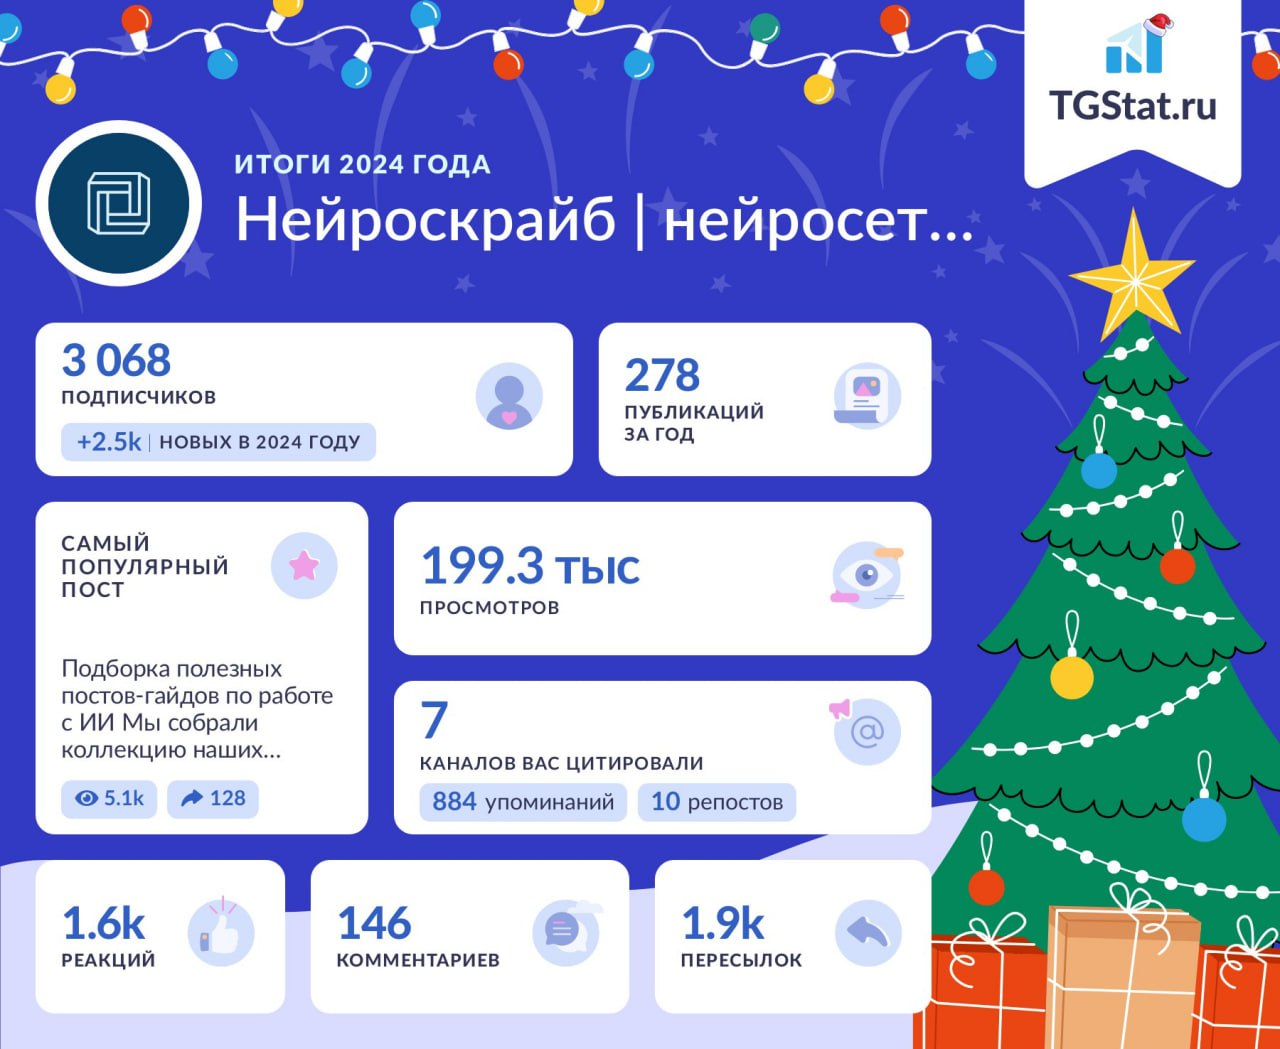 TGStat.ru
ИТОГИ 2024 ГОДА
Нейроскрайб | нейросет...
3 068
ПОДПИСЧИКОВ
+2.5k | НОВЫХ В 2024 ГОДУ
278
ПУБЛИКАЦИЙ
ЗА ГОД
САМЫЙ
ПОПУЛЯРНЫЙ
ПОСТ
Подборка полезных
постов-гайдов по работе
с ИИ Мы собрали
коллекцию наших...
5.1k 128
199.3 тыс
ПРОСМОТРОВ
7
КАНАЛОВ ВАС ЦИТИРОВАЛИ
884 упоминаний 10 репостов
1.6k
РЕАКЦИЙ
146
КОММЕНТАРИЕВ
1.9k
ПЕРЕСЫЛОК